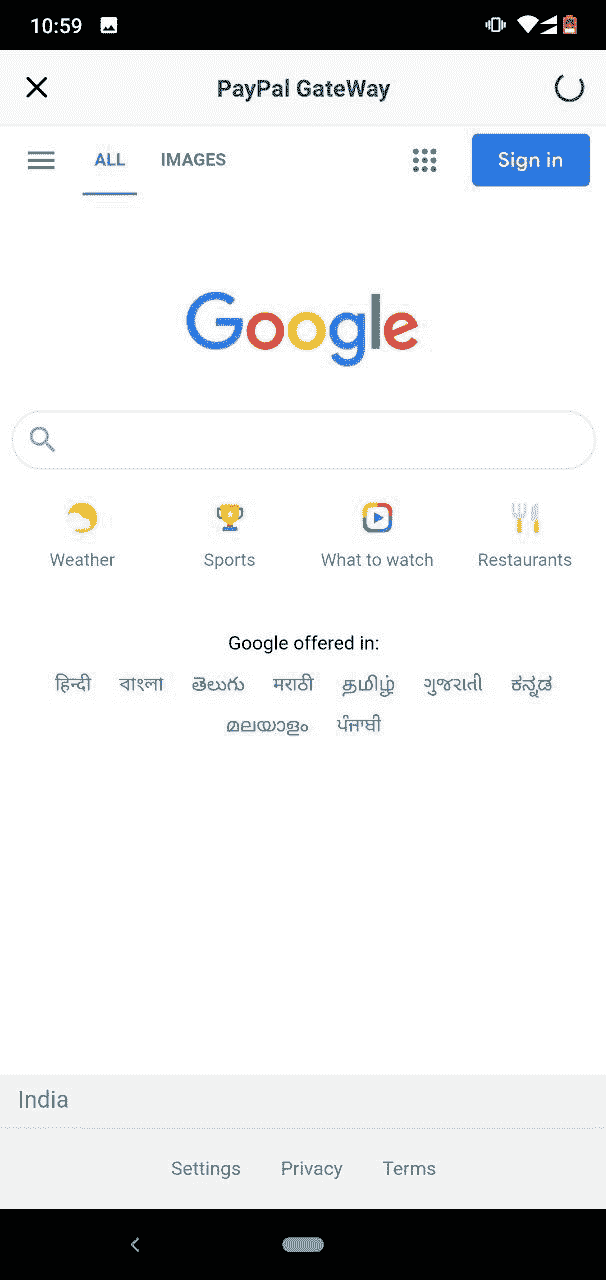 10:59
PayPal GateWay
ALL IMAGES Sign in
Google
Weather Sports What to watch Restaurants
Google offered in:
हिन्दी বাংলা తెలుగు मराठी தமிழ் ગુજરાતી ಕನ್ನಡ
മലയാളം ਪੰਜਾਬੀ
India
Settings Privacy Terms